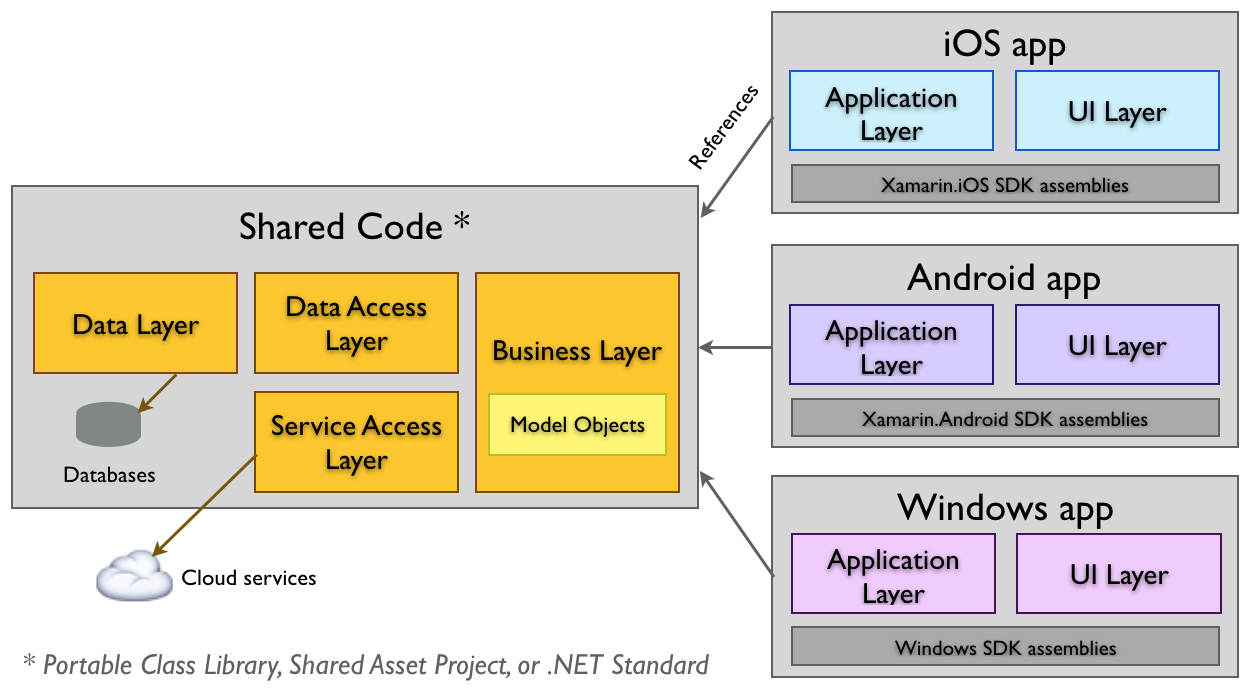 iOS app
Application
Layer
UI Layer
Xamarin.iOS SDK assemblies
References
Shared Code *
Data Layer
Data Access
Layer
Business Layer
Model Objects
Service Access
Layer
Databases
Cloud services
Android app
Application
Layer
UI Layer
Xamarin.Android SDK assemblies
Windows app
Application
Layer
UI Layer
Windows SDK assemblies
* Portable Class Library, Shared Asset Project, or .NET Standard